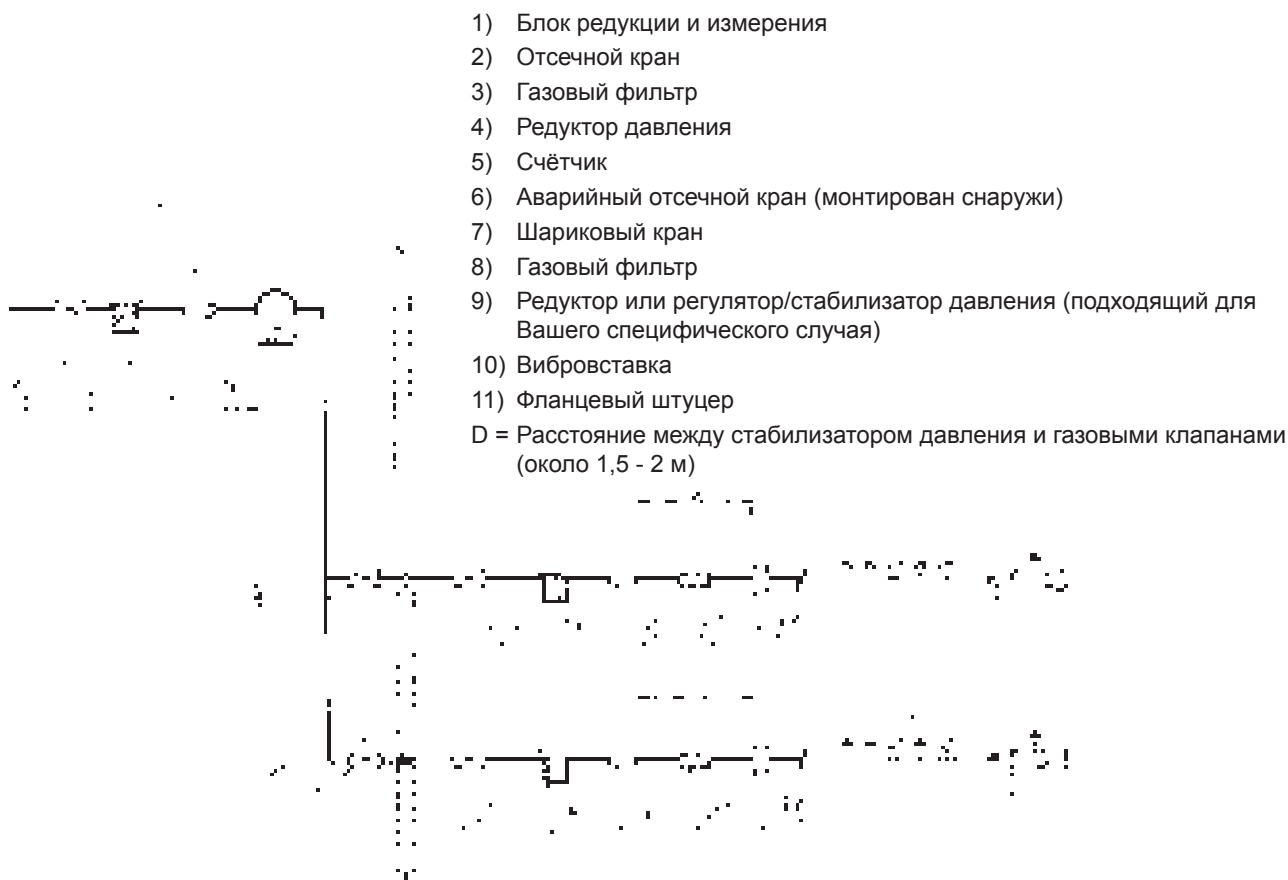 1) Блок редукции и измерения
2) Отсечной кран
3) Газовый фильтр
4) Редуктор давления
5) Счётчик
6) Аварийный отсечной кран (монтирован снаружи)
7) Шариковый кран
8) Газовый фильтр
9) Редуктор или регулятор/стабилизатор давления (подходящий для
Вашего специфического случая)
10) Вибровставка
11) Фланцевый штуцер
D = Расстояние между стабилизатором давления и газовыми клапанами
(около 1,5 - 2 м)